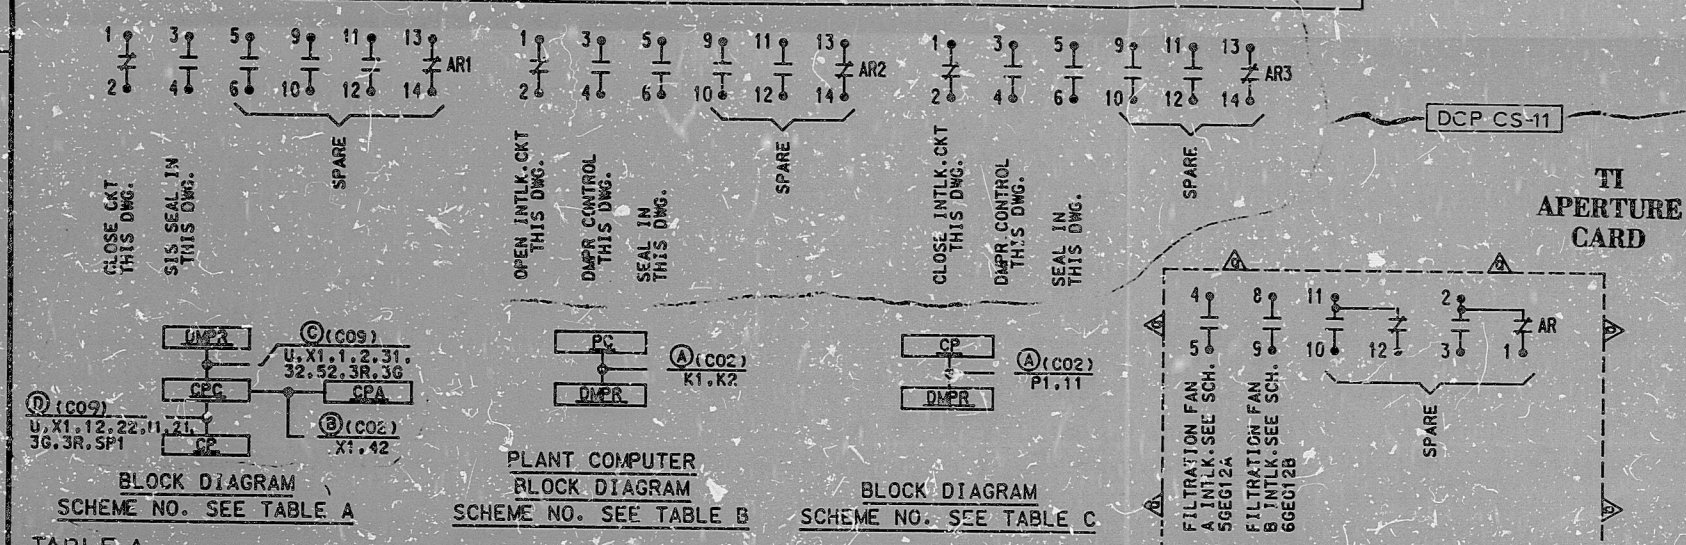 1 3 5 9 11 13
AR1
2 4 6 10 12 14
CLOSE CKT
THIS DWG.
SIS SEAL IN
THIS DWG.
SPARE
1 3 5 9 11 13
AR2
2 4 6 10 12 14
OPEN INTLK.CKT
THIS DWG.
DMPR CONTROL
THIS DWG.
SEAL IN
THIS DWG.
SPARE
1 3 5 9 11 13
AR3
2 4 6 10 12 14
CLOSE INTLK.CKT
THIS DWG.
DMPR CONTROL
THIS DWG.
SEAL IN
THIS DWG.
SPARE
DCP CS-11
TI
APERTURE
CARD
DMPR
C (C09)
U.X1.1.2.31.
32.52.3R.3G
CPC
CPA
D (C09)
U.X1.12.22.11.21.
3G.3R.SP1
B (C02)
X1.42
CP
BLOCK DIAGRAM
SCHEME NO. SEE TABLE A
PC
A (C02)
K1.K2
DMPR
PLANT COMPUTER
BLOCK DIAGRAM
SCHEME NO. SEE TABLE B
CP
A (C02)
P1.11
DMPR
BLOCK DIAGRAM
SCHEME NO. SEE TABLE C
4 8 11 2
AR
5 9 10 12 3 1
FILTRATION FAN
A INTLK.SEE SCH.
5GEG12A
FILTRATION FAN
B INTLK.SEE SCH.
6GEG12B
SPARE
TABLE A